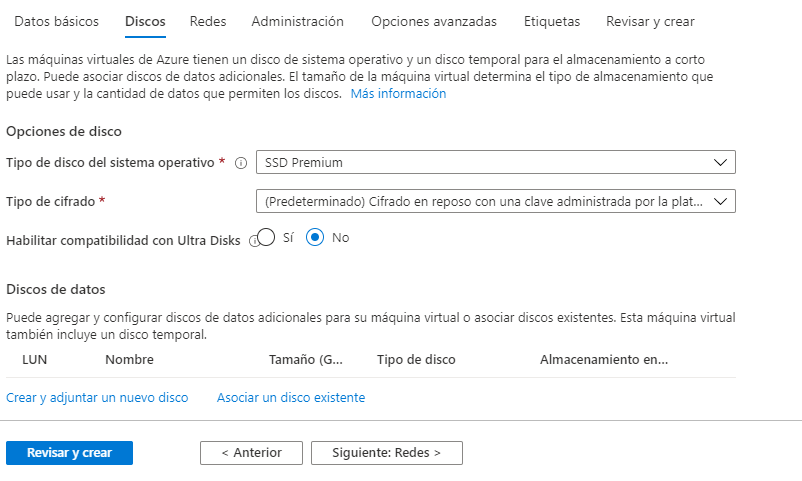 Datos básicos Discos Redes Administración Opciones avanzadas Etiquetas Revisar y crear
Las máquinas virtuales de Azure tienen un disco de sistema operativo y un disco temporal para el almacenamiento a corto
plazo. Puede asociar discos de datos adicionales. El tamaño de la máquina virtual determina el tipo de almacenamiento que
puede usar y la cantidad de datos que permiten los discos. Más información
Opciones de disco
Tipo de disco del sistema operativo * SSD Premium
Tipo de cifrado * (Predeterminado) Cifrado en reposo con una clave administrada por la plat...
Habilitar compatibilidad con Ultra Disks Sí No
Discos de datos
Puede agregar y configurar discos de datos adicionales para su máquina virtual o asociar discos existentes. Esta máquina virtual
también incluye un disco temporal.
LUN Nombre Tamaño (G... Tipo de disco Almacenamiento en...
Crear y adjuntar un nuevo disco Asociar un disco existente
Revisar y crear < Anterior Siguiente: Redes >